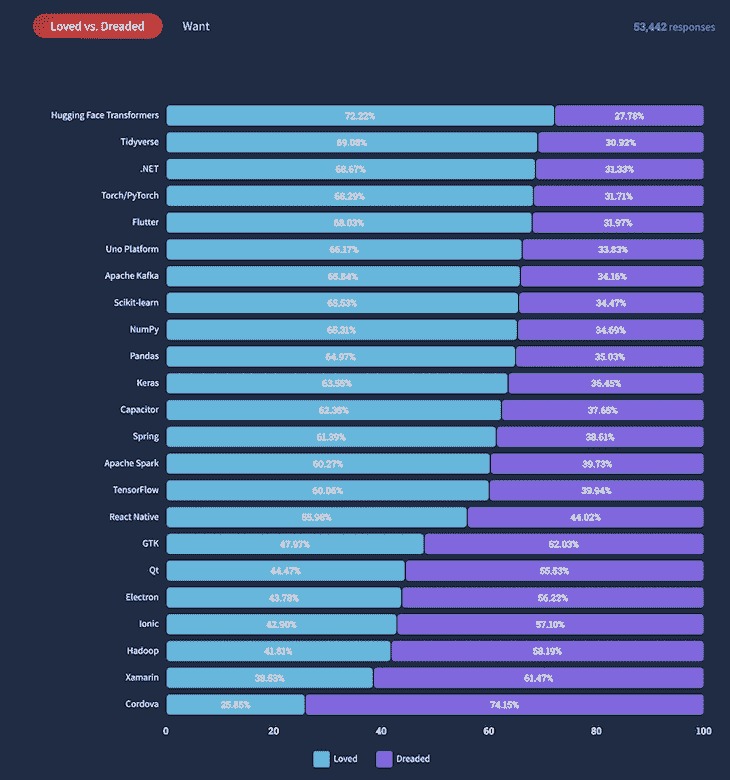 Loved vs. Dreaded Want 53,442 responses
Hugging Face Transformers 72.22% 27.78%
Tidyverse 69.08% 30.92%
.NET 68.67% 31.33%
Torch/PyTorch 68.29% 31.71%
Flutter 68.03% 31.97%
Uno Platform 66.17% 33.83%
Apache Kafka 65.84% 34.16%
Scikit-learn 65.53% 34.47%
NumPy 65.31% 34.69%
Pandas 64.97% 35.03%
Keras 63.55% 36.45%
Capacitor 62.35% 37.65%
Spring 61.39% 38.61%
Apache Spark 60.27% 39.73%
TensorFlow 60.06% 39.94%
React Native 55.98% 44.02%
GTK 47.97% 52.03%
Qt 44.47% 55.53%
Electron 43.78% 56.22%
Ionic 42.90% 57.10%
Hadoop 41.81% 58.19%
Xamarin 38.53% 61.47%
Cordova 25.85% 74.15%
0 20 40 60 80 100
Loved Dreaded